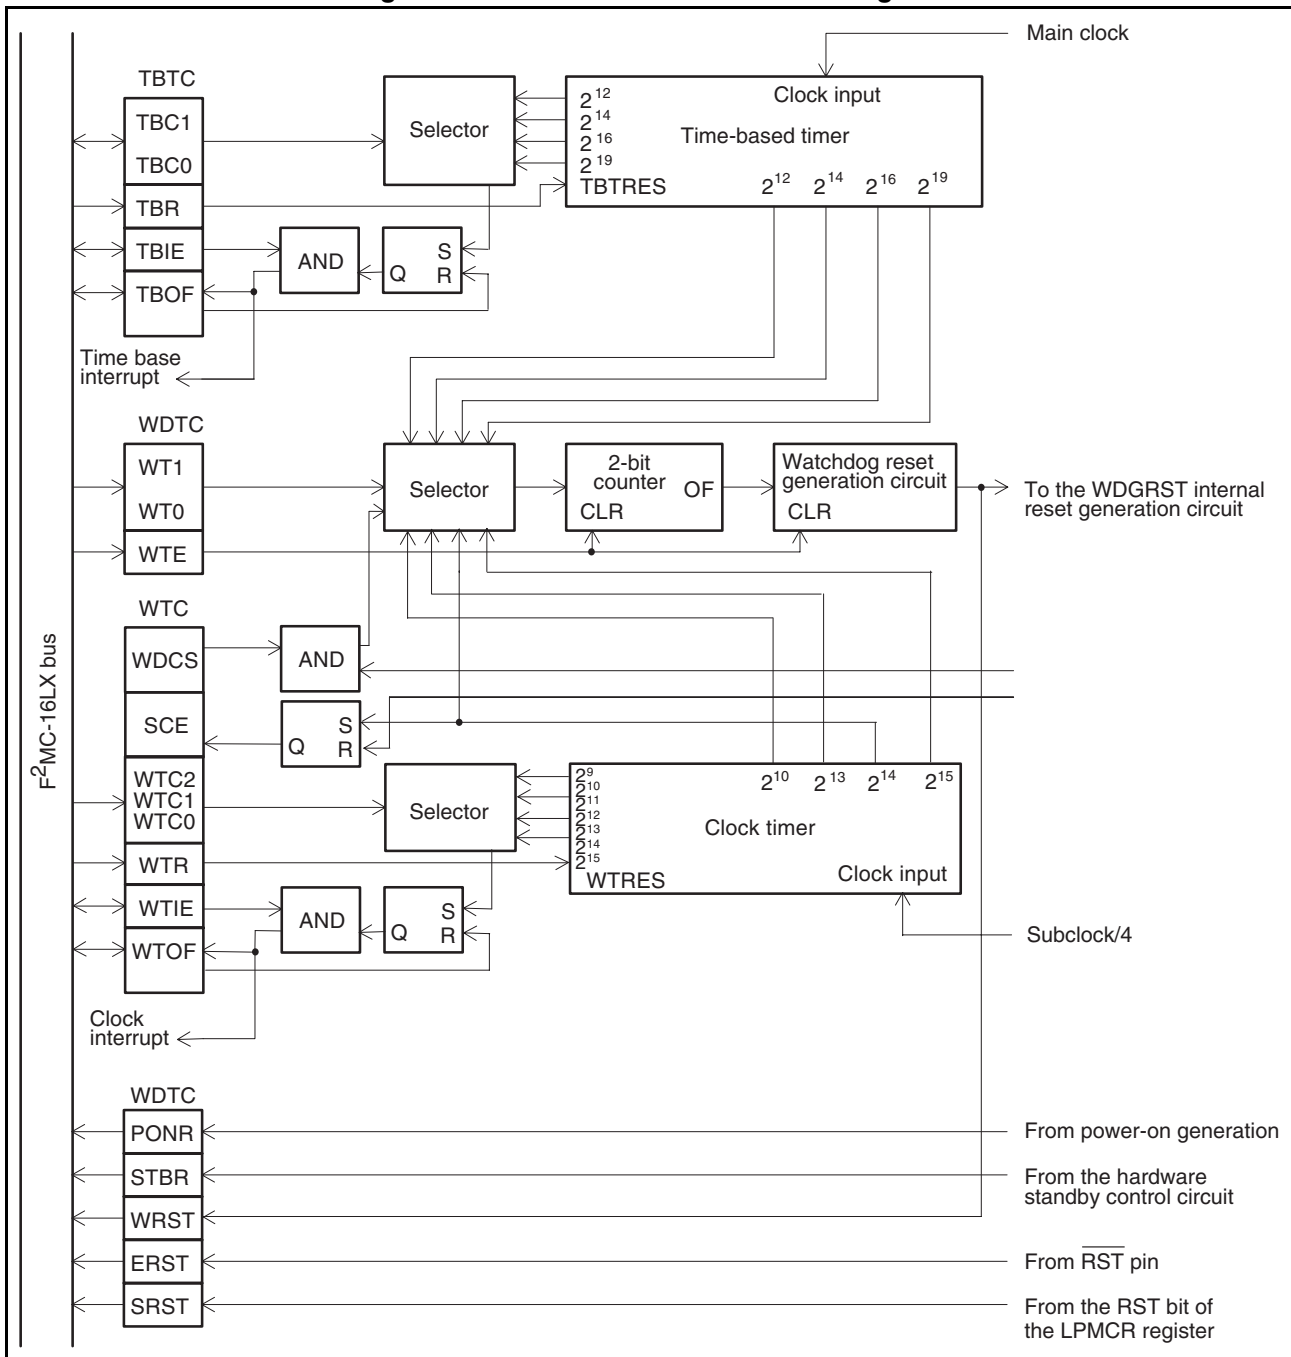 Main clock
TBTC
TBC1
TBC0
TBR
TBIE
TBOF
Selector
2^12
2^14
2^16
2^19
TBTRES
Clock input
Time-based timer
2^12 2^14 2^16 2^19
AND
S
Q R
Time base
interrupt
WDTC
WT1
WT0
WTE
Selector
2-bit
counter OF
CLR
Watchdog reset
generation circuit
CLR
To the WDGRST internal
reset generation circuit
F^2MC-16LX bus
WTC
WDCS
SCE
WTC2
WTC1
WTC0
WTR
WTIE
WTOF
AND
S
Q R
Selector
2^9
2^10
2^11
2^12
2^13
2^14
2^15
WTRES
2^10 2^13 2^14 2^15
Clock timer
Clock input
AND
S
Q R
Subclock/4
Clock
interrupt
WDTC
PONR
STBR
WRST
ERST
SRST
From power-on generation
From the hardware
standby control circuit
From R̅S̅T̅ pin
From the RST bit of
the LPMCR register